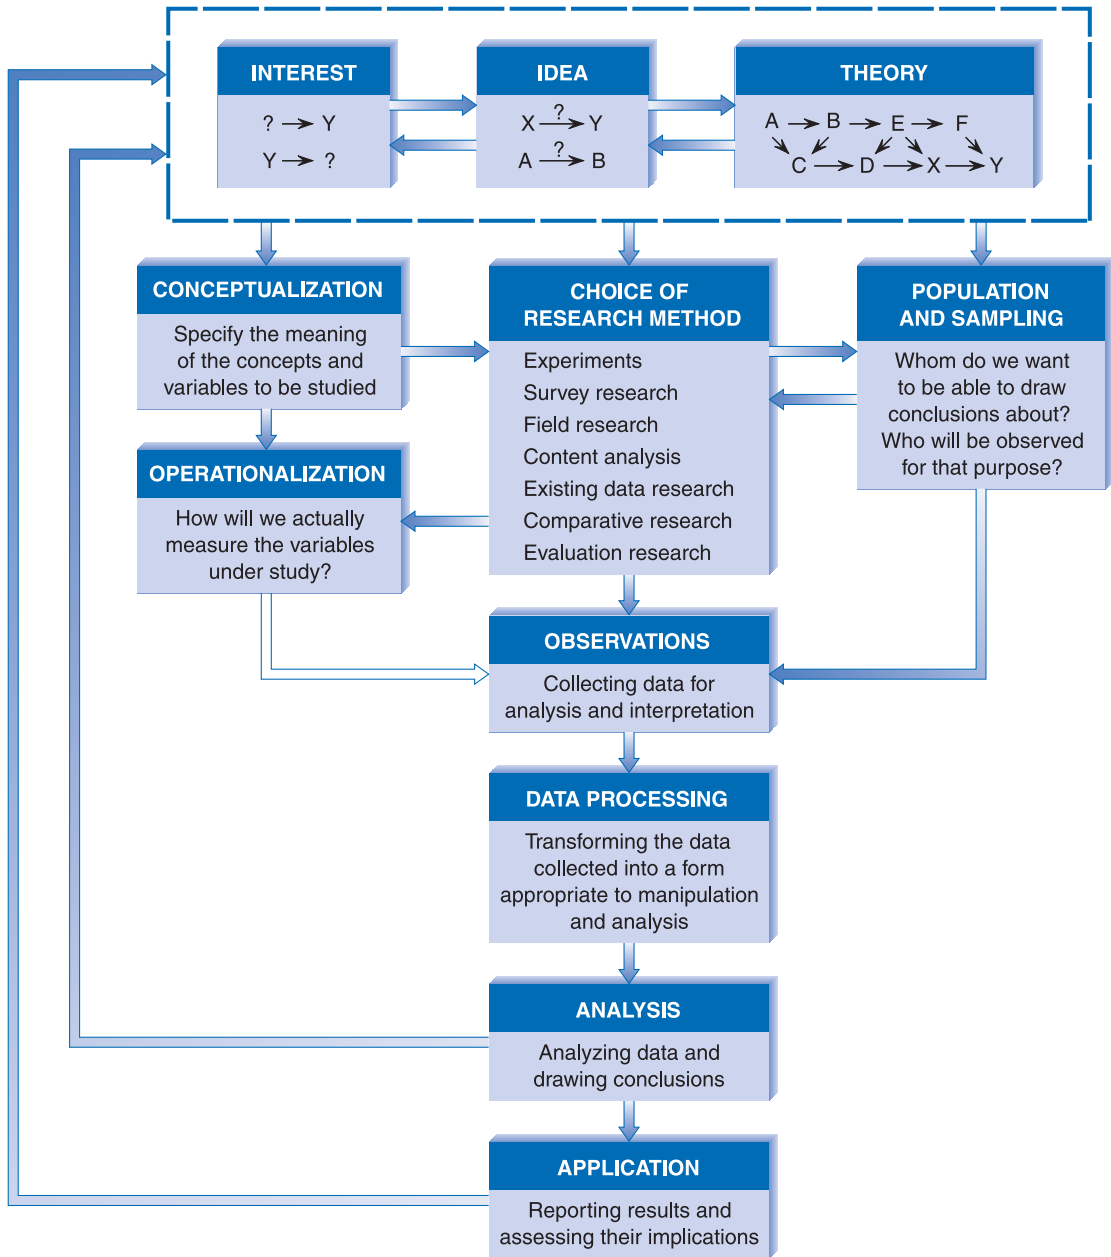 INTEREST
? → Y
Y → ?
IDEA
?
X → Y
?
A → B
THEORY
A → B → E → F
C → D → X → Y
CONCEPTUALIZATION
Specify the meaning
of the concepts and
variables to be studied
CHOICE OF
RESEARCH METHOD
Experiments
Survey research
Field research
Content analysis
Existing data research
Comparative research
Evaluation research
POPULATION
AND SAMPLING
Whom do we want
to be able to draw
conclusions about?
Who will be observed
for that purpose?
OPERATIONALIZATION
How will we actually
measure the variables
under study?
OBSERVATIONS
Collecting data for
analysis and interpretation
DATA PROCESSING
Transforming the data
collected into a form
appropriate to manipulation
and analysis
ANALYSIS
Analyzing data and
drawing conclusions
APPLICATION
Reporting results and
assessing their implications